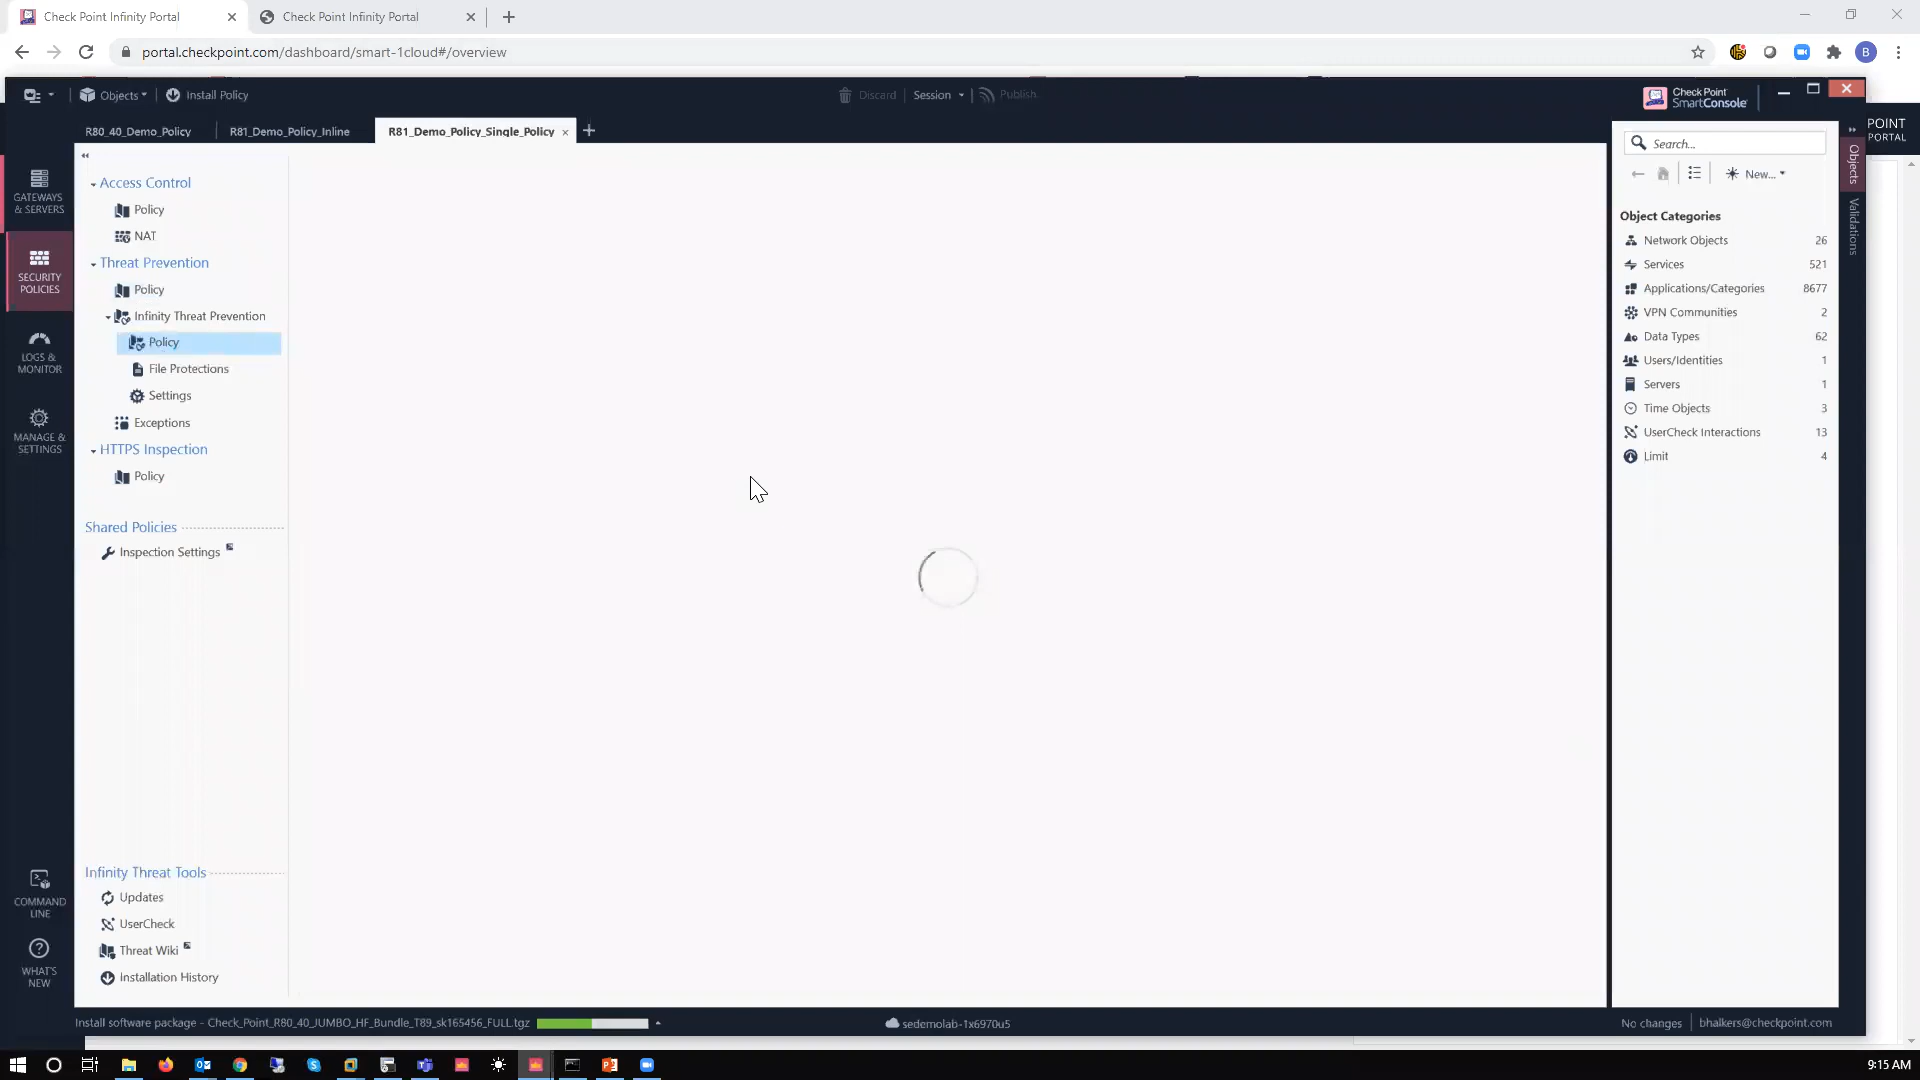 Check Point Infinity Portal
Check Point Infinity Portal
portal.checkpoint.com/dashboard/smart-1cloud#/overview
B
Objects
Install Policy
Discard
Session
Publish
Check Point
SmartConsole
POINT
PORTAL
R80_40_Demo_Policy
R81_Demo_Policy_Inline
R81_Demo_Policy_Single_Policy
GATEWAYS
& SERVERS
SECURITY
POLICIES
LOGS &
MONITOR
MANAGE &
SETTINGS
COMMAND
LINE
WHAT'S
NEW
Access Control
Policy
NAT
Threat Prevention
Policy
Infinity Threat Prevention
Policy
File Protections
Settings
Exceptions
HTTPS Inspection
Policy
Shared Policies
Inspection Settings
Infinity Threat Tools
Updates
UserCheck
Threat Wiki
Installation History
Search...
New...
Object Categories
Network Objects 26
Services 521
Applications/Categories 8677
VPN Communities 2
Data Types 62
Users/Identities 1
Servers 1
Time Objects 3
UserCheck Interactions 13
Limit 4
Objects
Validations
Install software package - Check_Point_R80_40_JUMBO_HF_Bundle_T89_sk165456_FULL.tgz
sedemolab-1x6970u5
No changes
bhalkers@checkpoint.com
9:15 AM